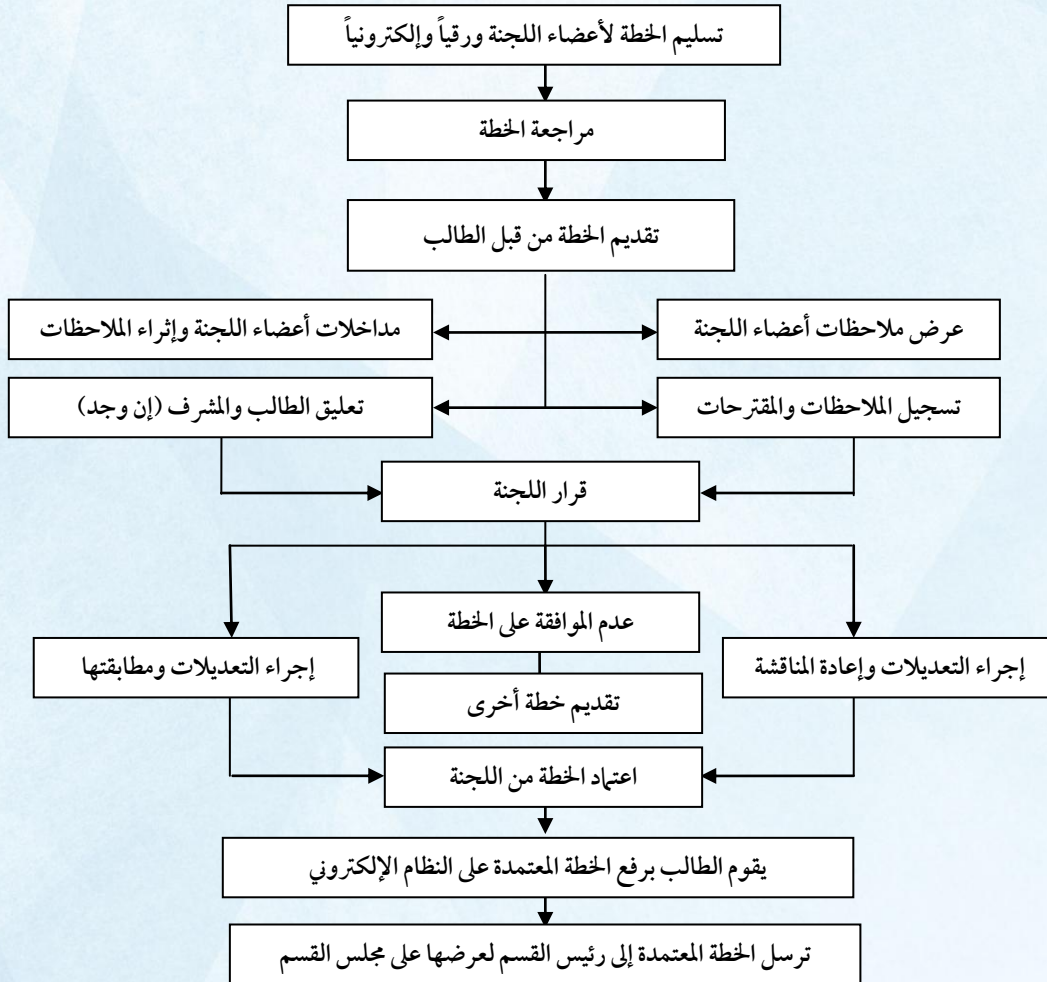 تسليم الخطة لأعضاء اللجنة ورقياً وإلكترونياً
مراجعة الخطة
تقديم الخطة من قبل الطالب
عرض ملاحظات أعضاء اللجنة
مداخلات أعضاء اللجنة وإثراء الملاحظات
تسجيل الملاحظات والمقترحات
تعليق الطالب والمشرف (إن وجد)
قرار اللجنة
عدم الموافقة على الخطة
إجراء التعديلات وإعادة المناقشة
إجراء التعديلات ومطابقتها
تقديم خطة أخرى
اعتماد الخطة من اللجنة
يقوم الطالب برفع الخطة المعتمدة على النظام الإلكتروني
ترسل الخطة المعتمدة إلى رئيس القسم لعرضها على مجلس القسم